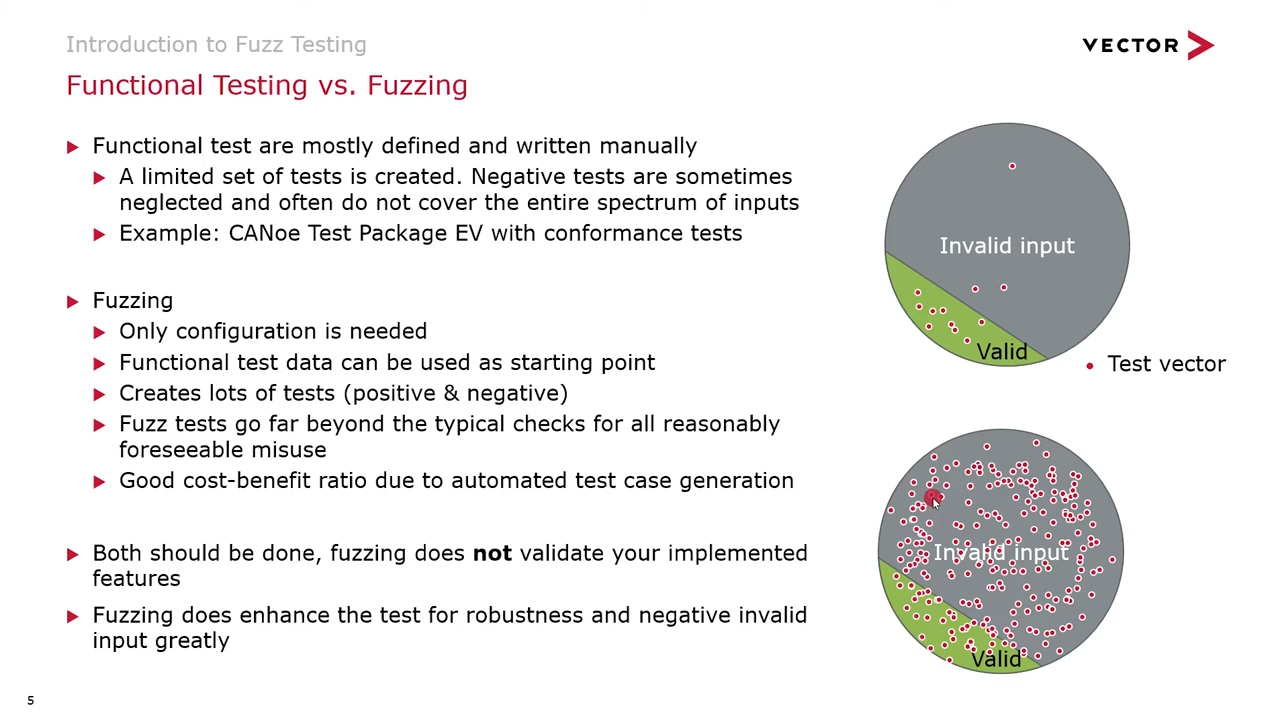 Introduction to Fuzz Testing
VECTOR
Functional Testing vs. Fuzzing
Functional test are mostly defined and written manually
A limited set of tests is created. Negative tests are sometimes
neglected and often do not cover the entire spectrum of inputs
Example: CANoe Test Package EV with conformance tests
Fuzzing
Only configuration is needed
Functional test data can be used as starting point
Creates lots of tests (positive & negative)
Fuzz tests go far beyond the typical checks for all reasonably
foreseeable misuse
Good cost-benefit ratio due to automated test case generation
Both should be done, fuzzing does not validate your implemented
features
Fuzzing does enhance the test for robustness and negative invalid
input greatly
Invalid input
Valid
Test vector
Invalid input
Valid
5